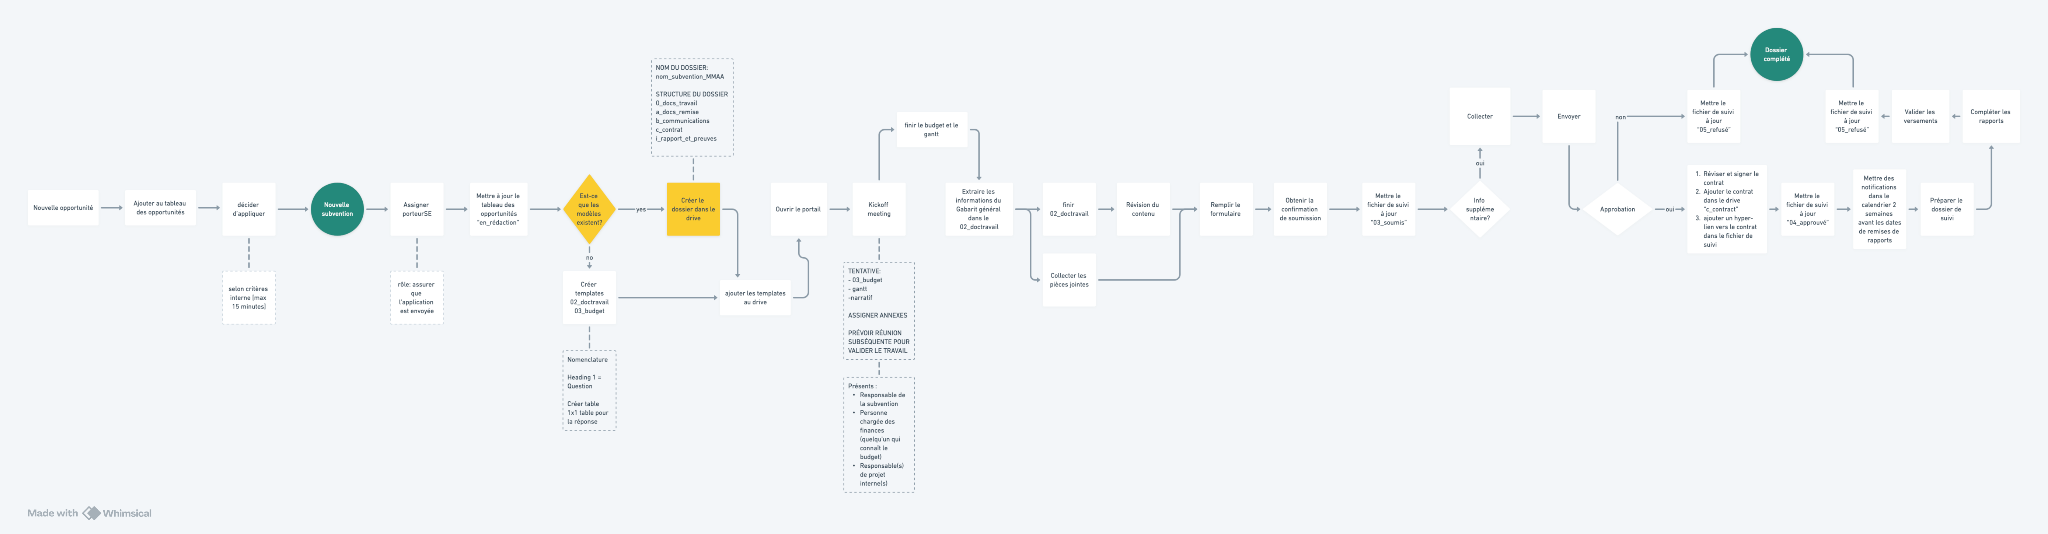 Nouvelle opportunité
Ajouter au tableau
des opportunités
décider
d'appliquer
selon critères
interne [max
15 minutes]
Nouvelle
subvention
Assigner
porteurSE
rôle: assurer
que
l'application
est envoyée
Mettre à jour le
tableau des
opportunités
"en_rédaction"
Est-ce
que les
modèles
existent?
yes
no
Créer
templates
02_doctravail
03_budget
Nomenclature
Heading 1 =
Question
Créer table
1x1 table pour
la réponse
NOM DU DOSSIER:
nom_subvention_MMAA
STRUCTURE DU DOSSIER
0_docs_travail
a_docs_remise
b_communications
c_contrat
i_rapport_et_preuves
Créer le
dossier dans le
drive
ajouter les templates
au drive
Ouvrir le portail
Kickoff
meeting
TENTATIVE:
- 03_budget
- gantt
-narratif
ASSIGNER ANNEXES
PRÉVOIR RÉUNION
SUBSÉQUENTE POUR
VALIDER LE TRAVAIL
Présents :
• Responsable de
la subvention
• Personne
chargée des
finances
(quelqu'un qui
connaît le
budget)
• Responsable(s)
de projet
interne(s)
finir le budget et le
gantt
Extraire les
informations du
Gabarit général
dans le
02_doctravail
finir
02_doctravail
Révision du
contenu
Collecter les
pièces jointes
Remplir le
formulaire
Obtenir la
confirmation
de soumission
Mettre le
fichier de suivi
à jour
"03_soumis"
Info
suppléme
ntaire?
oui
Collecter
Envoyer
Approbation
non
Mettre le
fichier de suivi
à jour
"05_refusé"
Dossier
complété
oui
1. Réviser et signer le
contrat
2. Ajouter le contrat
dans le drive
"c_contract"
3. ajouter un hyper-
lien vers le contrat
dans le fichier de
suivi
Mettre le
fichier de suivi
à jour
"04_approuvé"
Mettre des
notifications
dans le
calendrier 2
semaines
avant les dates
de remises de
rapports
Préparer le
dossier de
suivi
Compléter les
rapports
Valider les
versements
Mettre le
fichier de suivi
à jour
"05_refusé"
Made with Whimsical